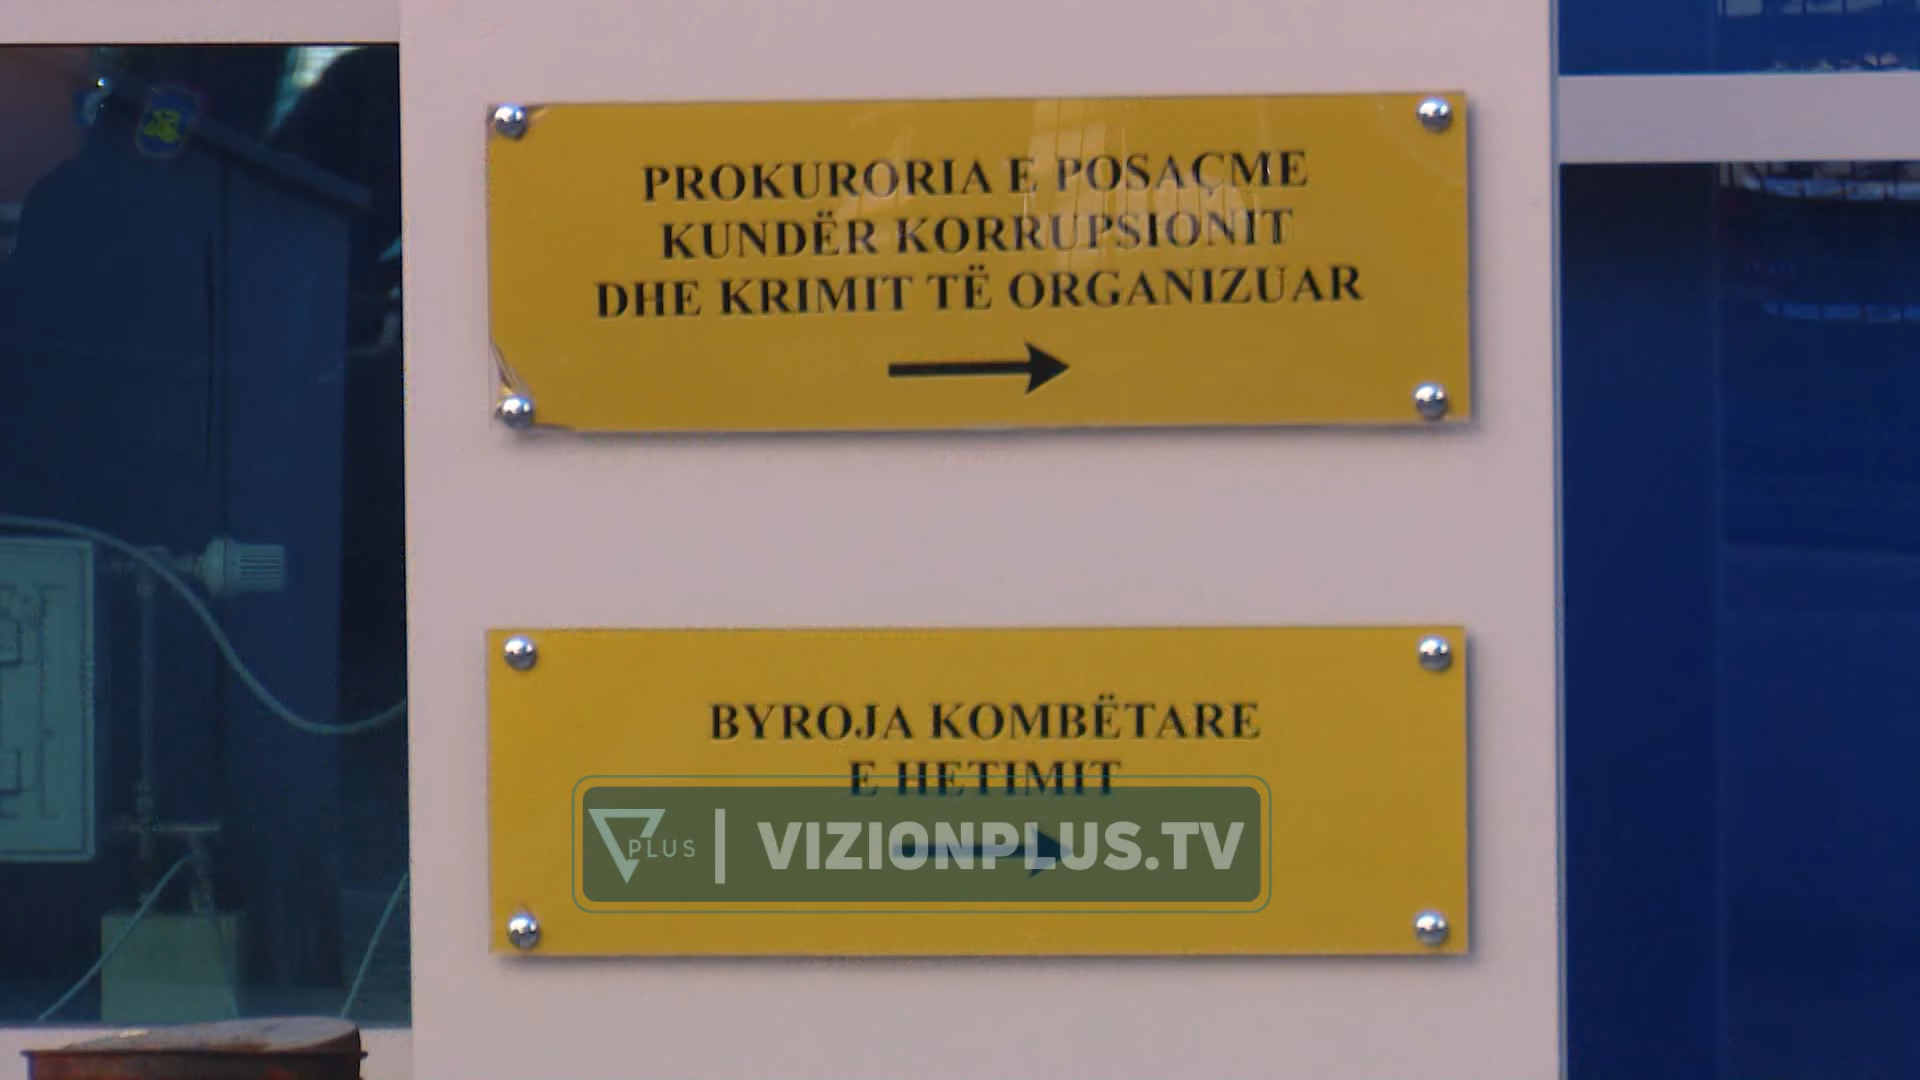 PROKURORIA E POSAÇME
KUNDËR KORRUPSIONIT
DHE KRIMIT TË ORGANIZUAR
BYROJA KOMBËTARE
E HETIMIT
PLUS | VIZIONPLUS.TV